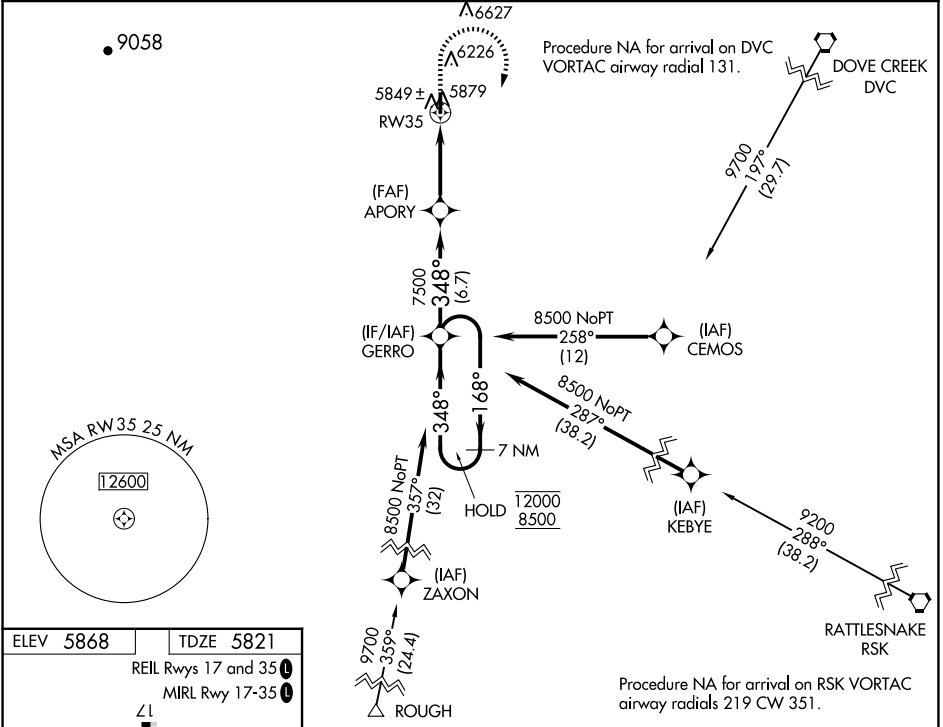 6627
9058
6226
Procedure NA for arrival on DVC
VORTAC airway radial 131.
DOVE CREEK
DVC
5849 ±
5879
RW35
9700
197°
(29.7)
(FAF)
APORY
7500
348°
(6.7)
(IF/IAF)
GERRO
8500 NoPT
258°
(12)
(IAF)
CEMOS
348°
168°
8500 NoPT
287°
(38.2)
7 NM
MSA RW35 25 NM
12600
HOLD
12000
8500
(IAF)
KEBYE
8500 NoPT
357°
(32)
(IAF)
ZAXON
9200
288°
(38.2)
RATTLESNAKE
RSK
9700
359°
(24.4)
ROUGH
Procedure NA for arrival on RSK VORTAC
airway radials 219 CW 351.
ELEV 5868
TDZE 5821
REIL Rwys 17 and 35 L
MIRL Rwy 17-35 L
17